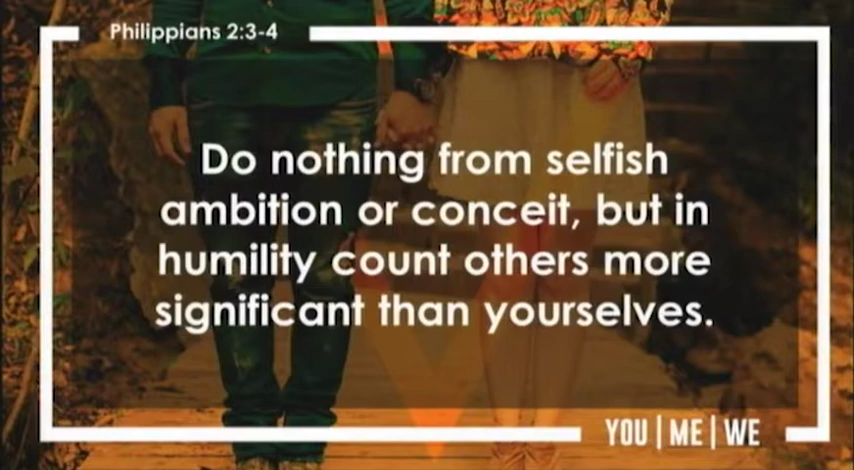 Philippians 2:3-4
Do nothing from selfish
ambition or conceit, but in
humility count others more
significant than yourselves.
YOU | ME | WE